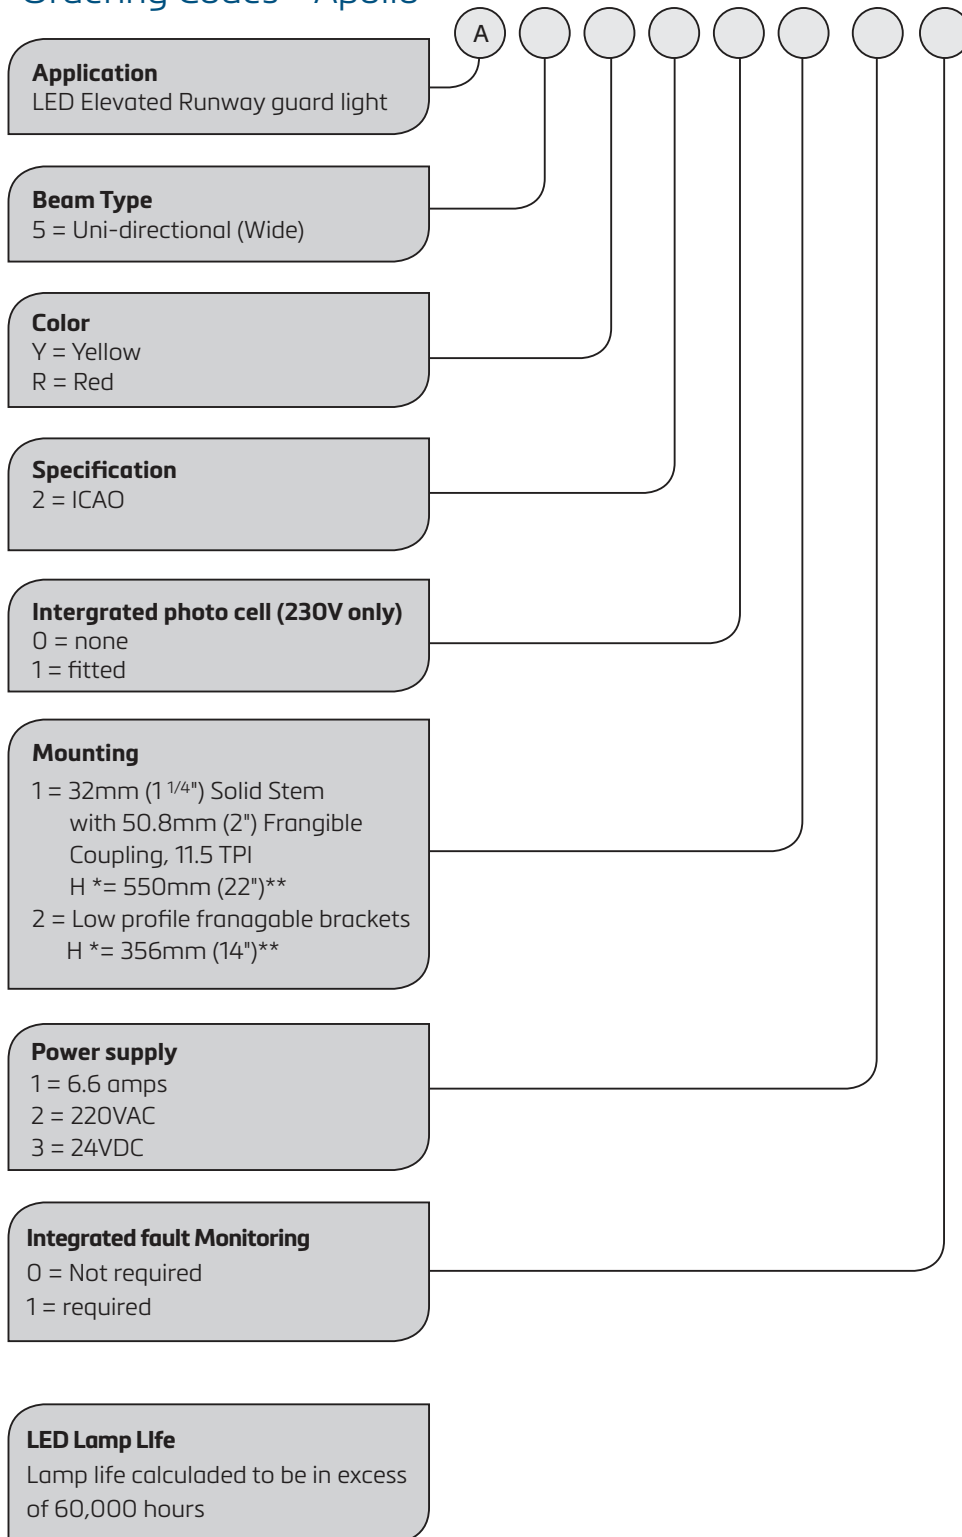 Ordering Codes - Apollo
A
Application
LED Elevated Runway guard light
Beam Type
5 = Uni-directional (Wide)
Color
Y = Yellow
R = Red
Specification
2 = ICAO
Intergrated photo cell (230V only)
0 = none
1 = fitted
Mounting
1 = 32mm (1 1/4") Solid Stem
with 50.8mm (2") Frangible
Coupling, 11.5 TPI
H *= 550mm (22")**
2 = Low profile franagable brackets
H *= 356mm (14")**
Power supply
1 = 6.6 amps
2 = 220VAC
3 = 24VDC
Integrated fault Monitoring
0 = Not required
1 = required
LED Lamp LIfe
Lamp life calculaded to be in excess
of 60,000 hours